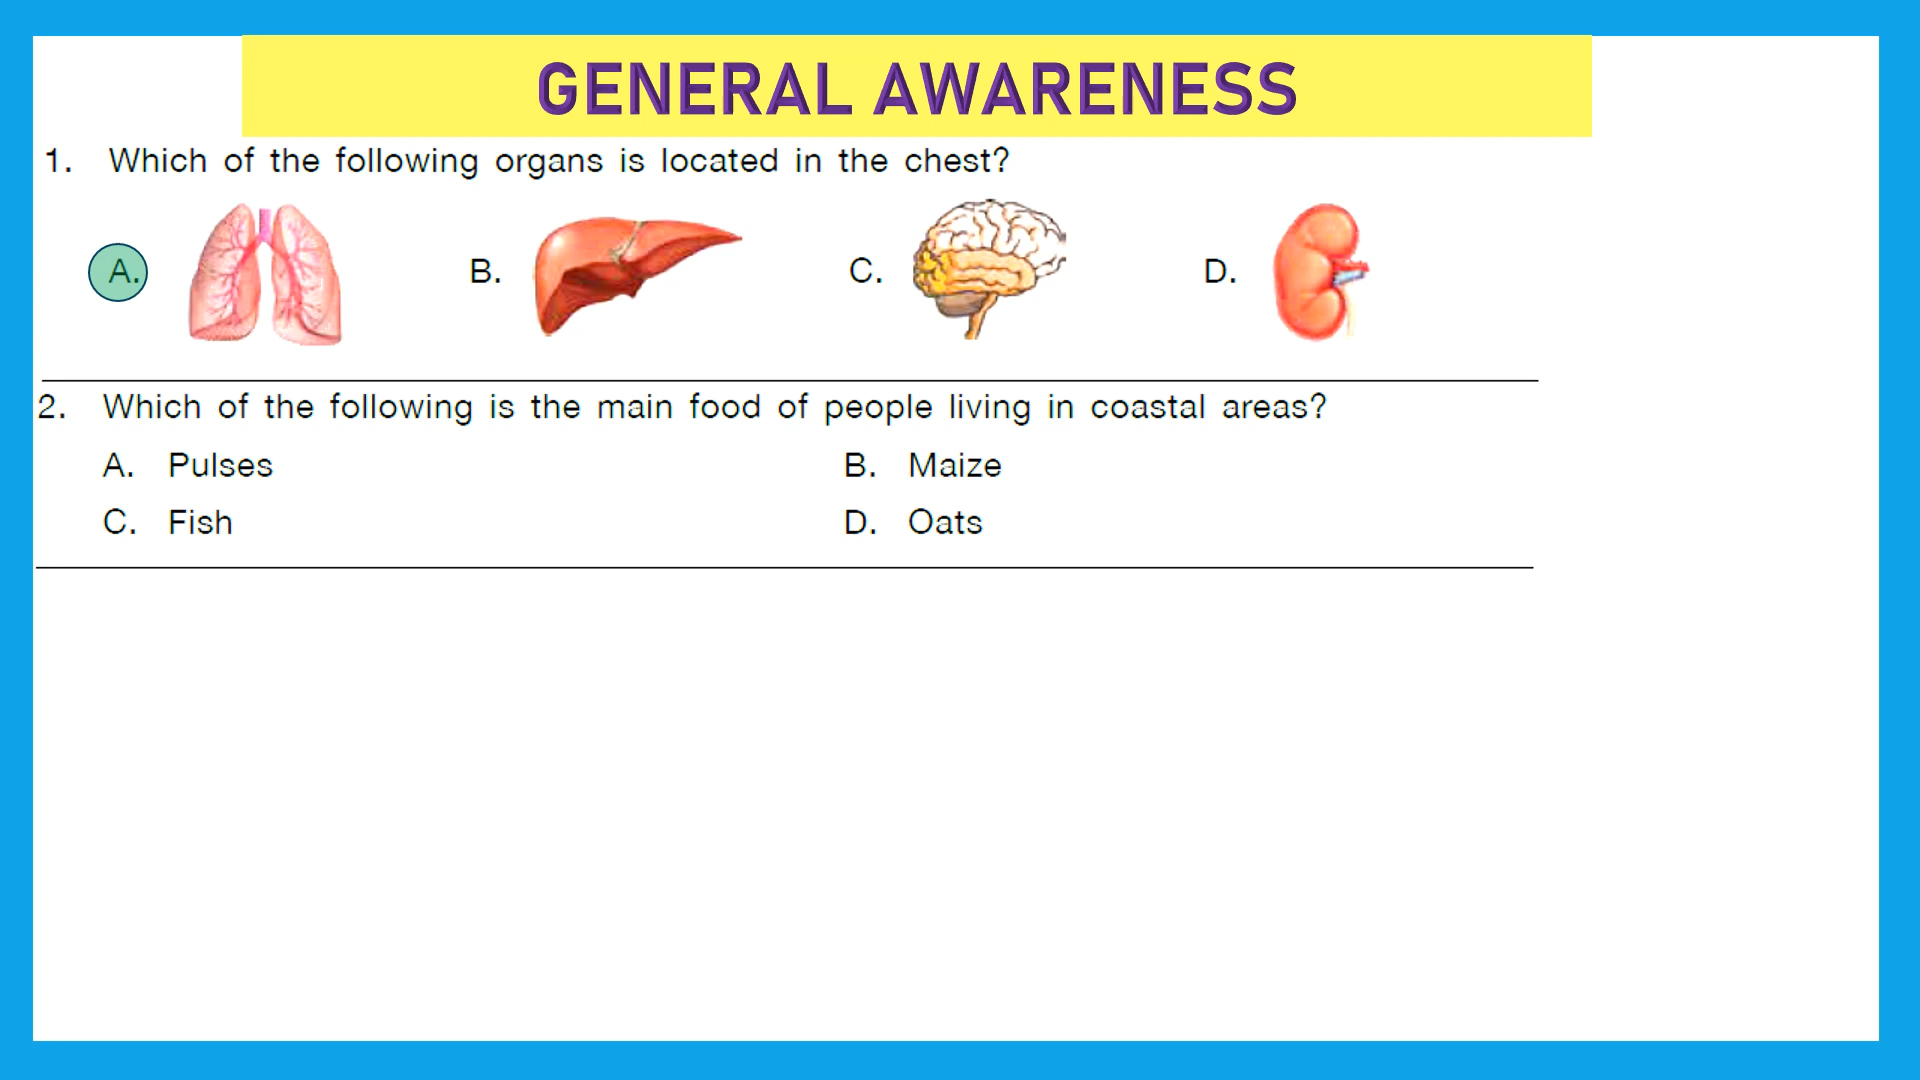 GENERAL AWARENESS
1. Which of the following organs is located in the chest?
A. B. C. D.
2. Which of the following is the main food of people living in coastal areas?
A. Pulses B. Maize
C. Fish D. Oats